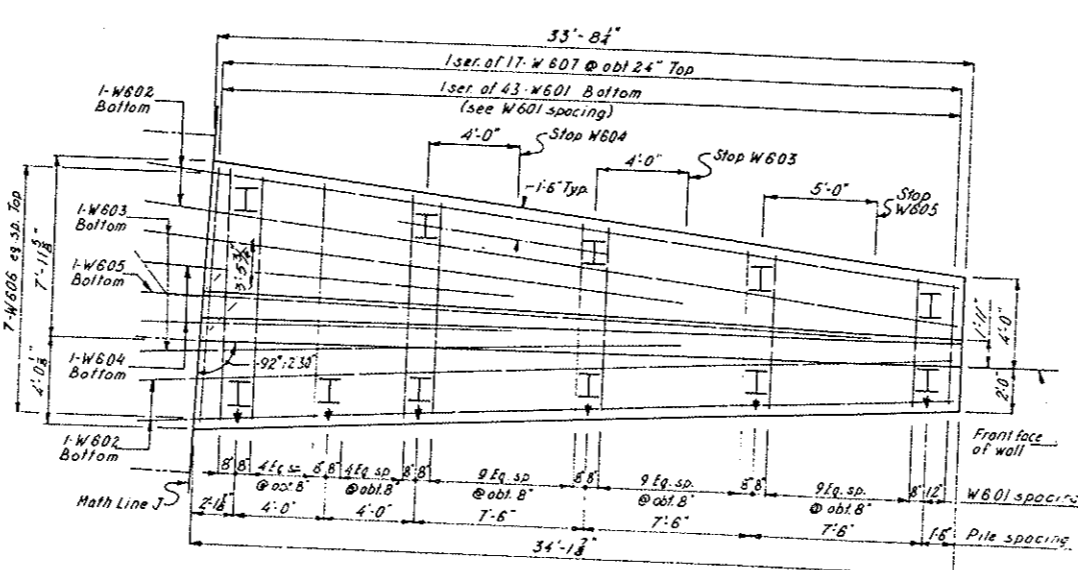 33'-8¼"
1 ser. of 17-W607 @ abt 24" Top
1 ser. of 43-W601 Bottom
(see W601 spacing)
1-W602
Bottom
4'-0"
Stop W604
4'-0"
Stop W603
1'-6" Typ.
5'-0"
Stop
W605
7-W606 eq. sp. Top
7'-11⅝"
1-W603
Bottom
1-W605
Bottom
1-W604
Bottom
4'-0⅛"
1-W602
Bottom
92°
1'-11"
4'-0"
2'-0"
Front face
of wall
8" 8" 4 Eq. sp. 8" 8" 4 Eq. sp. 8" 8" 9 Eq. sp. 8" 8" 9 Eq. sp. 8" 8" 9 Eq. sp. 8" 12" W601 spacing
@ abt. 8" @ abt. 8" @ abt. 8" @ abt. 8" @ abt. 8"
Math Line
4'-0" 4'-0" 7'-6" 7'-6" 7'-6" 1'-6" Pile spacing
34'-1⅞"